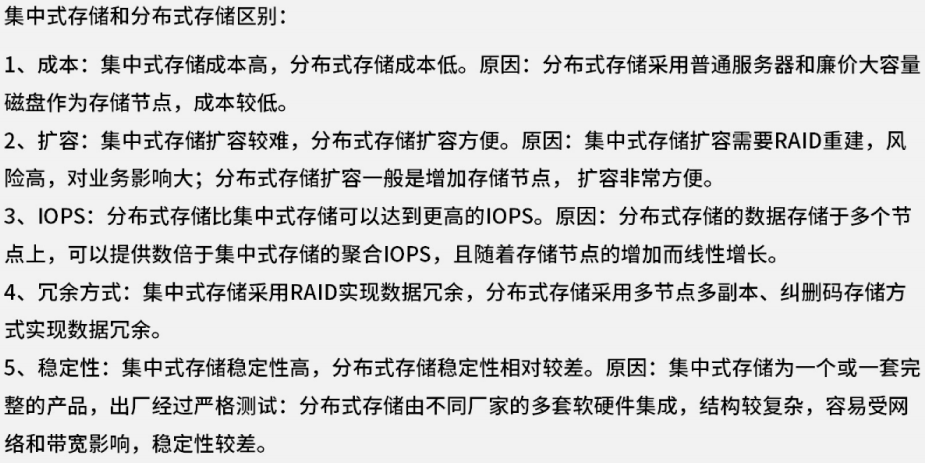 集中式存储和分布式存储区别：
1、成本：集中式存储成本高，分布式存储成本低。原因：分布式存储采用普通服务器和廉价大容量
磁盘作为存储节点，成本较低。
2、扩容：集中式存储扩容较难，分布式存储扩容方便。原因：集中式存储扩容需要RAID重建，风
险高，对业务影响大；分布式存储扩容一般是增加存储节点， 扩容非常方便。
3、IOPS：分布式存储比集中式存储可以达到更高的IOPS。原因：分布式存储的数据存储于多个节
点上，可以提供数倍于集中式存储的聚合IOPS，且随着存储节点的增加而线性增长。
4、冗余方式：集中式存储采用RAID实现数据冗余，分布式存储采用多节点多副本、纠删码存储方
式实现数据冗余。
5、稳定性：集中式存储稳定性高，分布式存储稳定性相对较差。原因：集中式存储为一个或一套完
整的产品，出厂经过严格测试：分布式存储由不同厂家的多套软硬件集成，结构较复杂，容易受网
络和带宽影响，稳定性较差。